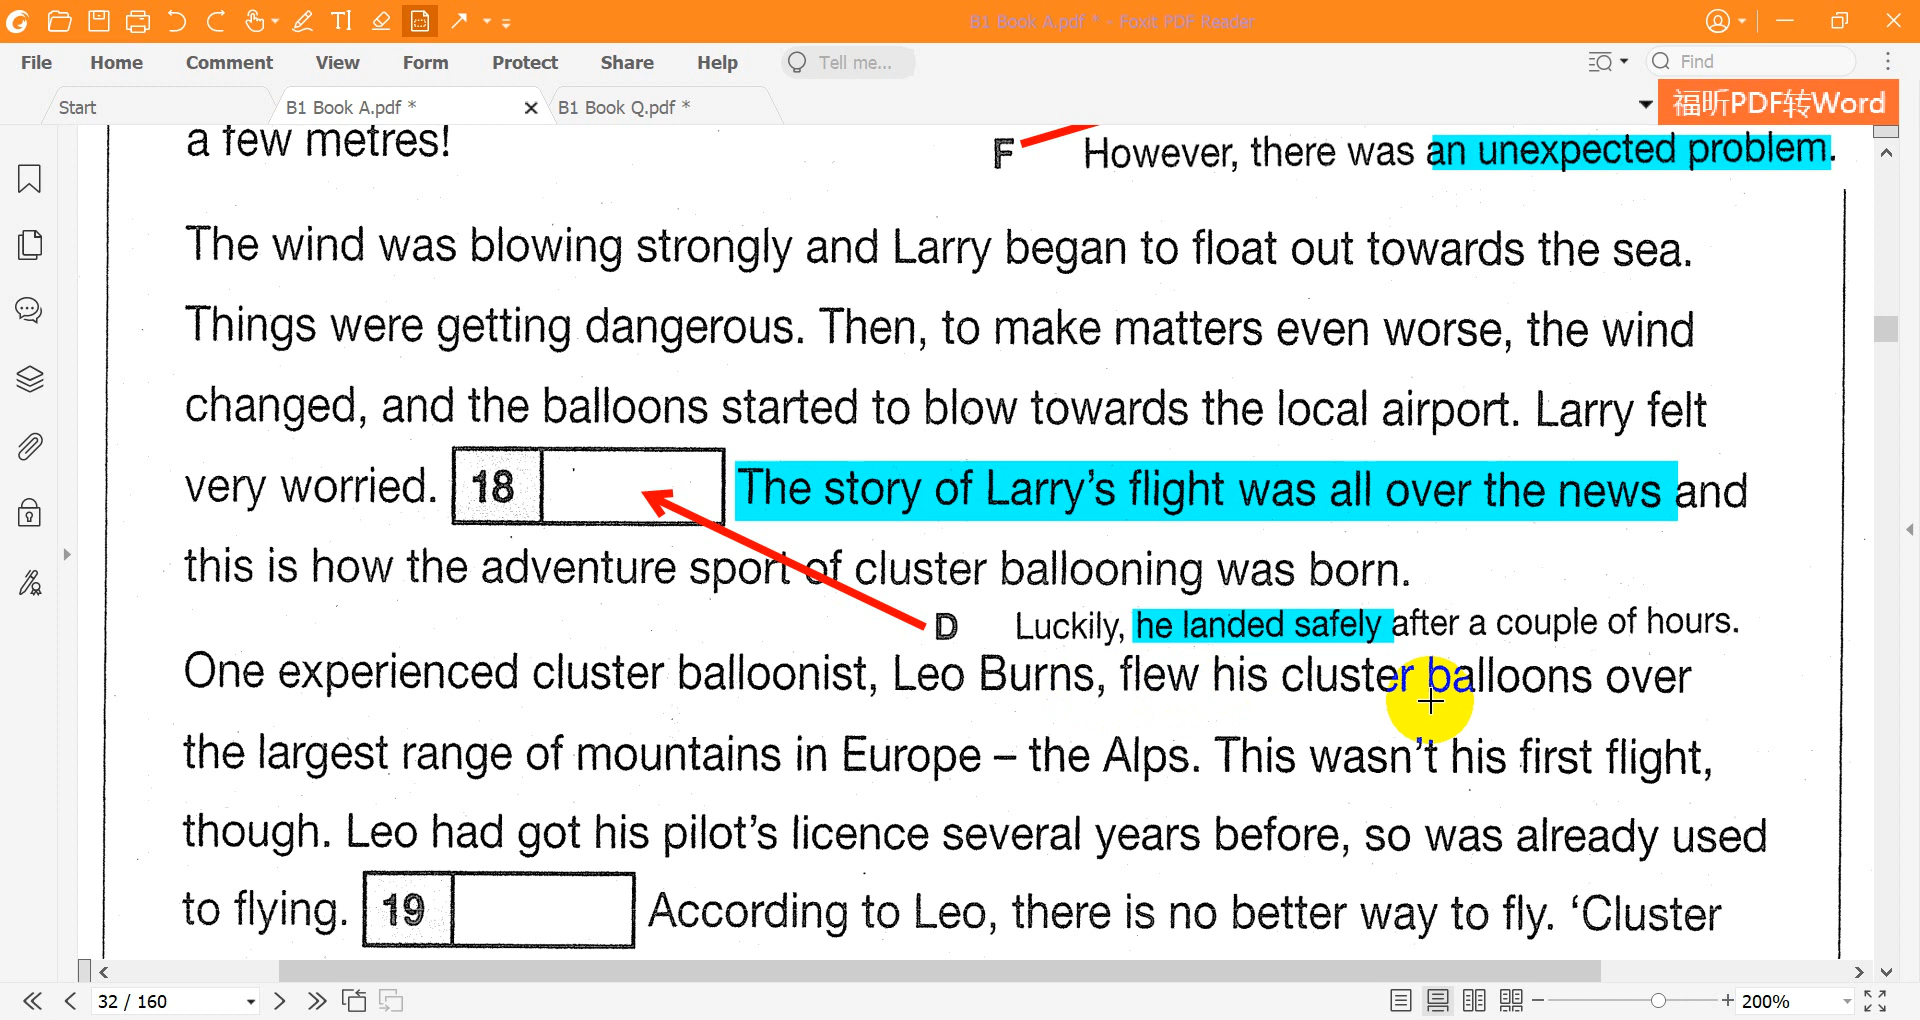 B1 Book A.pdf * - Foxit PDF Reader
File Home Comment View Form Protect Share Help Tell me... Find
Start B1 Book A.pdf * B1 Book Q.pdf * 福昕PDF转Word
a few metres!
F However, there was an unexpected problem.
The wind was blowing strongly and Larry began to float out towards the sea.
Things were getting dangerous. Then, to make matters even worse, the wind
changed, and the balloons started to blow towards the local airport. Larry felt
very worried. 18 The story of Larry's flight was all over the news and
this is how the adventure sport of cluster ballooning was born.
D Luckily, he landed safely after a couple of hours.
One experienced cluster balloonist, Leo Burns, flew his cluster balloons over
the largest range of mountains in Europe – the Alps. This wasn't his first flight,
though. Leo had got his pilot's licence several years before, so was already used
to flying. 19 According to Leo, there is no better way to fly. 'Cluster
32 / 160 200%